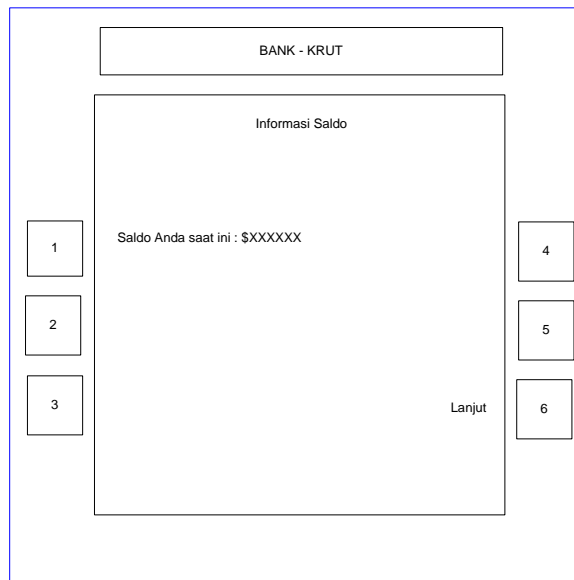 BANK - KRUT
Informasi Saldo
1
Saldo Anda saat ini : $XXXXXX
4
2
5
3
Lanjut
6